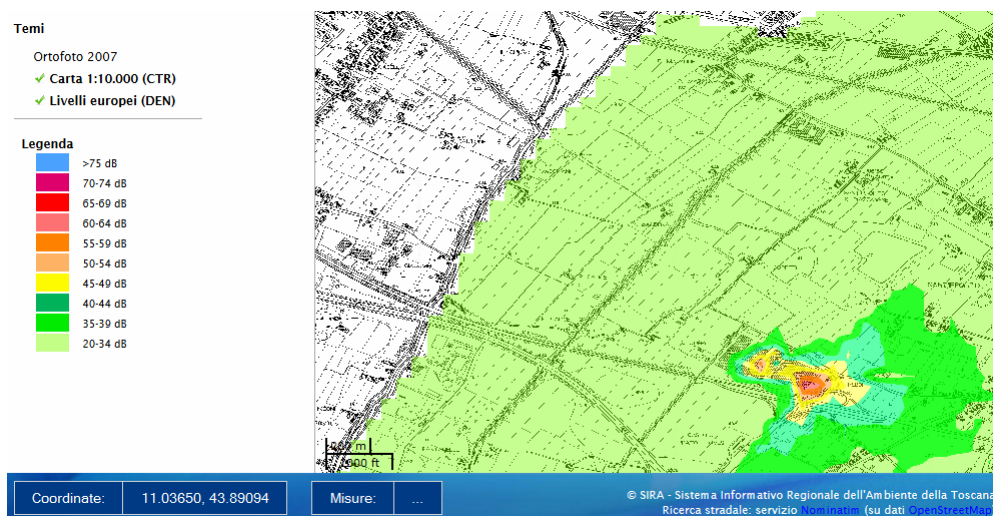 Temi
Ortofoto 2007
Carta 1:10.000 (CTR)
Livelli europei (DEN)
Legenda
>75 dB
70-74 dB
65-69 dB
60-64 dB
55-59 dB
50-54 dB
45-49 dB
40-44 dB
35-39 dB
20-34 dB
Coordinate: 11.03650, 43.89094 Misure: ...
© SIRA - Sistema Informativo Regionale dell'Ambiente della Toscana
Ricerca stradale: servizio Nominatim (su dati OpenStreetMap